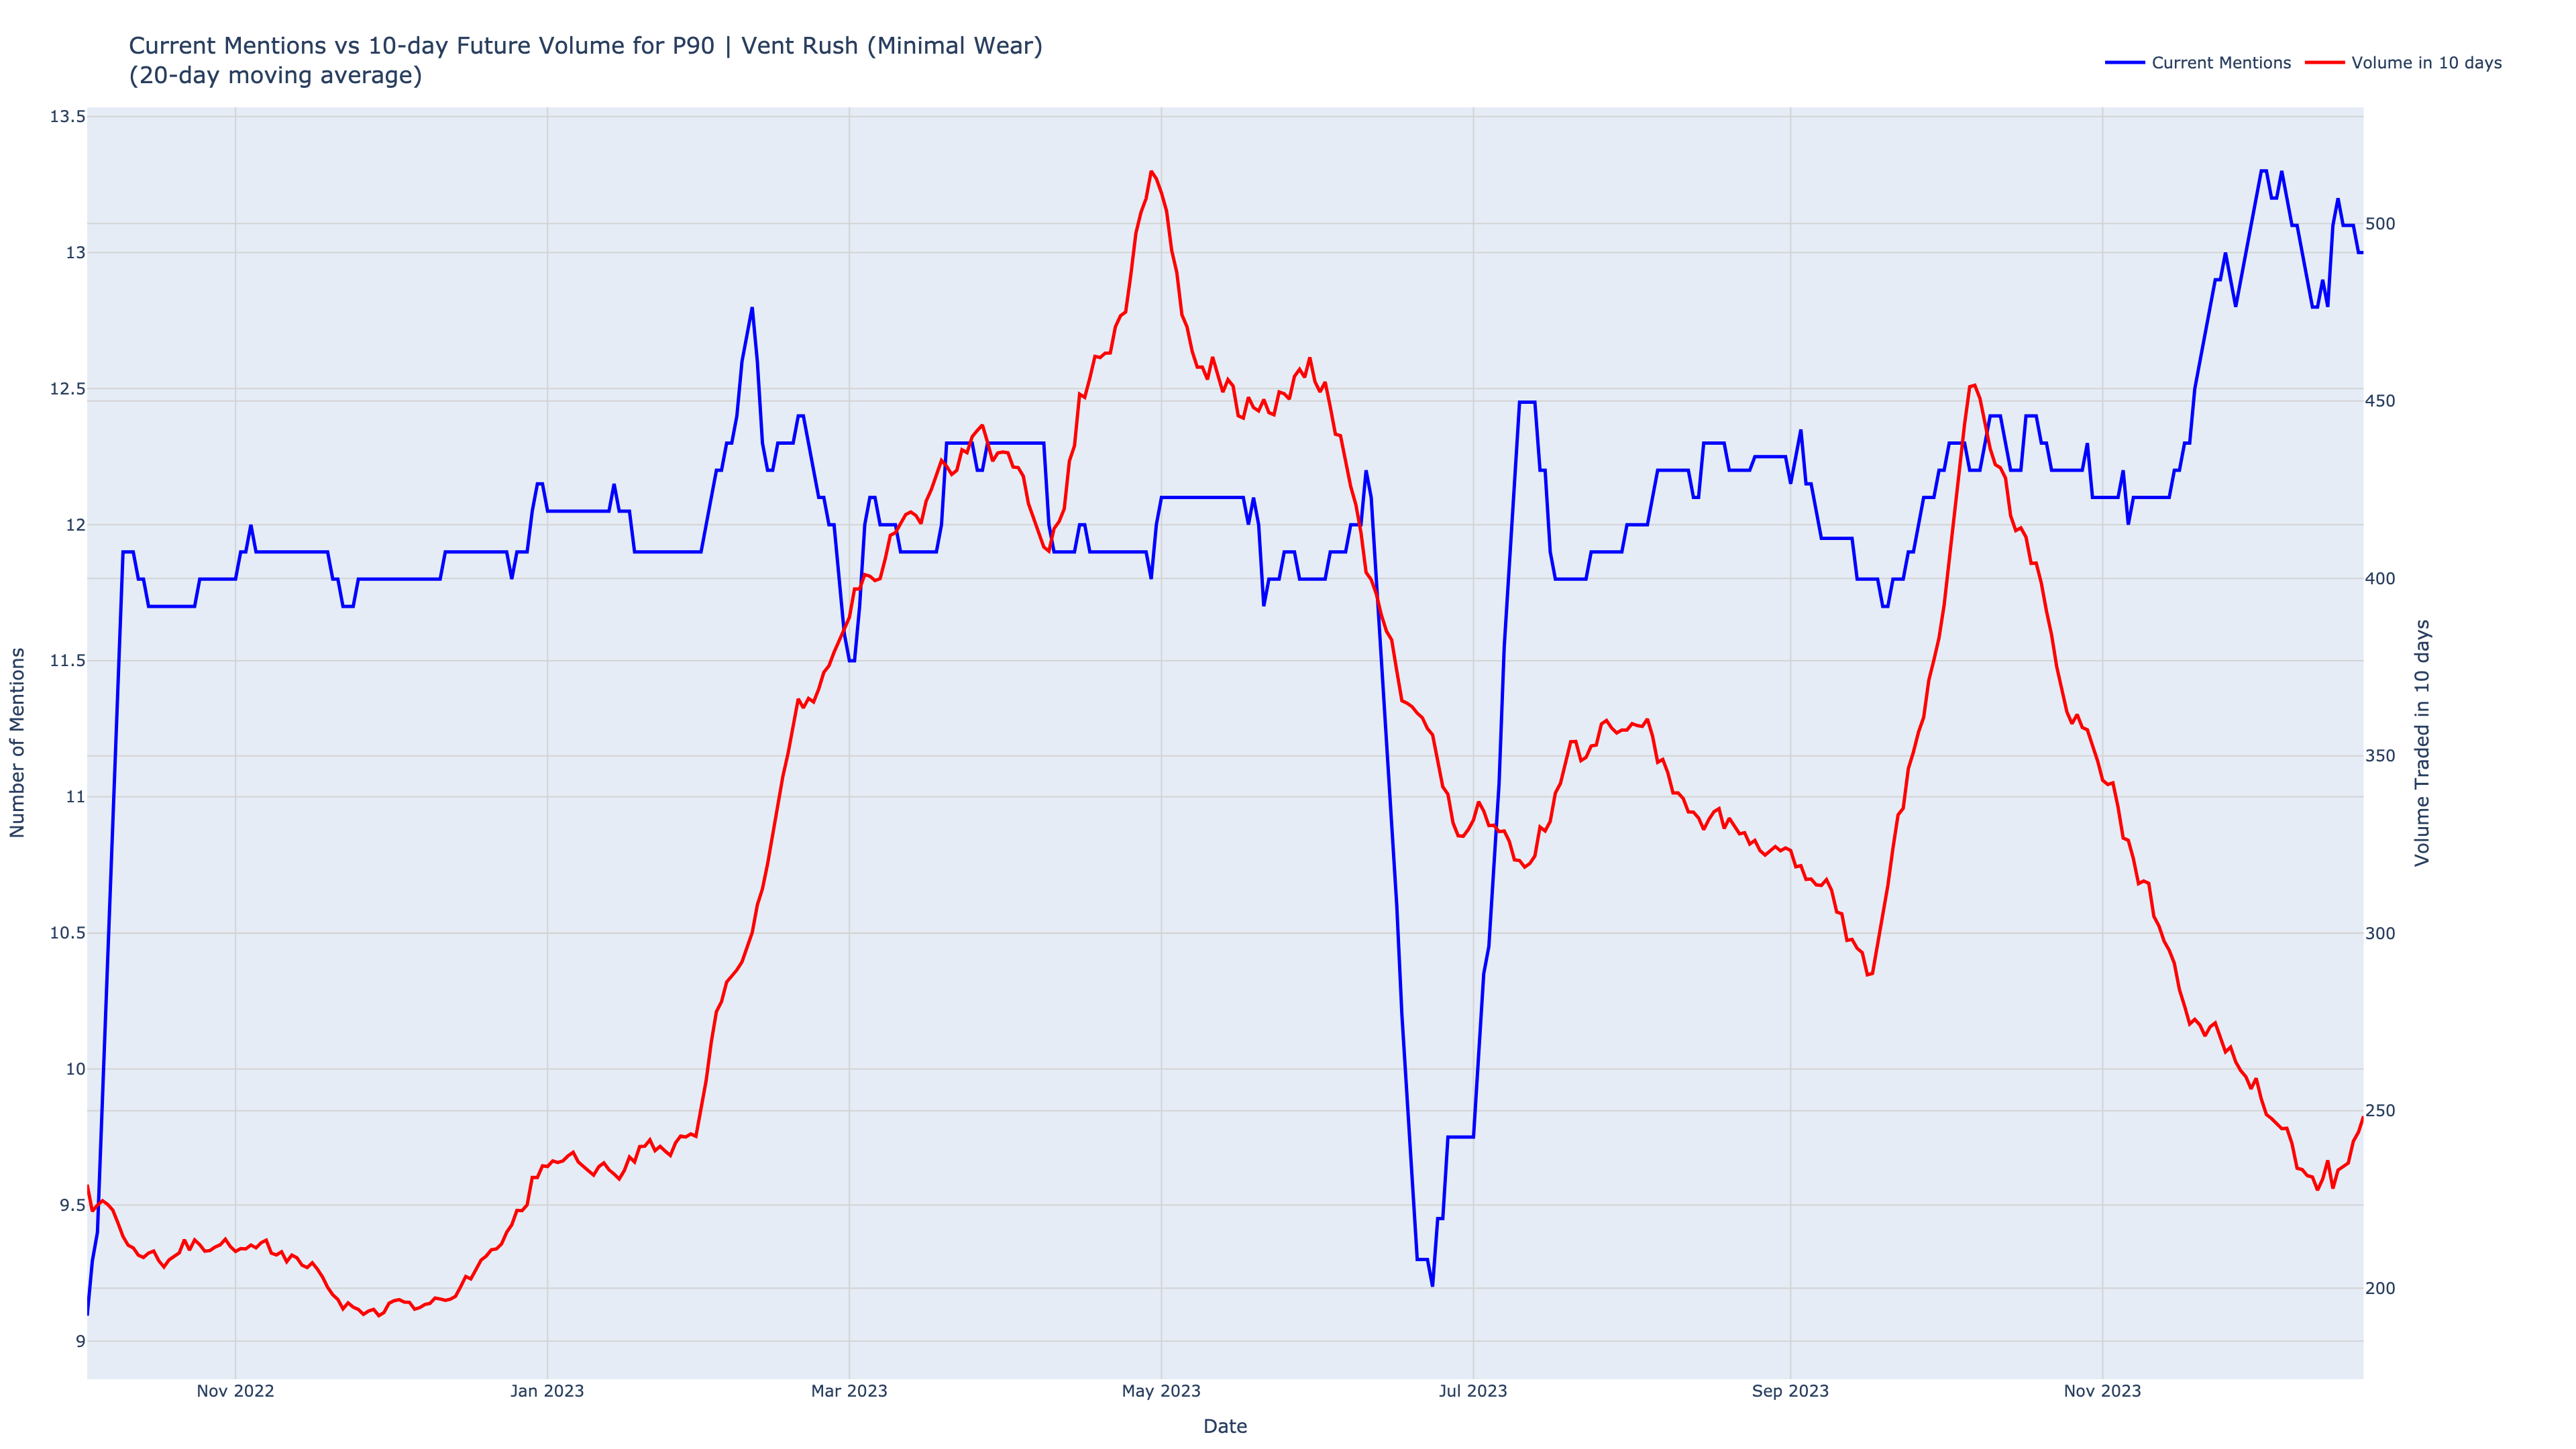 Current Mentions vs 10-day Future Volume for P90 | Vent Rush (Minimal Wear)
(20-day moving average)
Current Mentions
Volume in 10 days
13.5
13
12.5
12
11.5
11
10.5
10
9.5
9
Number of Mentions
500
450
400
350
300
250
200
Volume Traded in 10 days
Nov 2022
Jan 2023
Mar 2023
May 2023
Jul 2023
Sep 2023
Nov 2023
Date